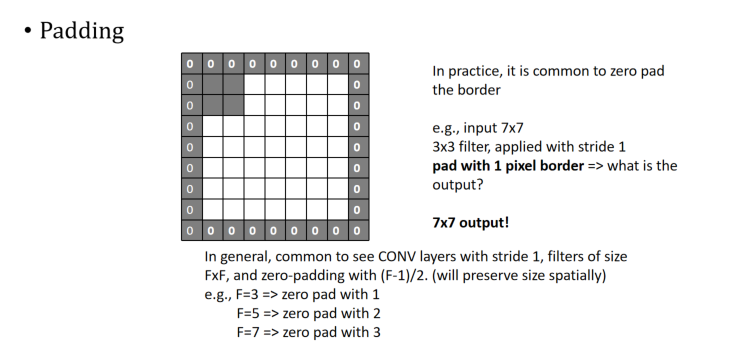 • Padding
0 0 0 0 0 0 0 0 0
0 0
0 0
0 0
0 0
0 0
0 0
0 0
0 0 0 0 0 0 0 0 0
In practice, it is common to zero pad
the border
e.g., input 7x7
3x3 filter, applied with stride 1
pad with 1 pixel border => what is the
output?
7x7 output!
In general, common to see CONV layers with stride 1, filters of size
FxF, and zero-padding with (F-1)/2. (will preserve size spatially)
e.g., F=3 => zero pad with 1
F=5 => zero pad with 2
F=7 => zero pad with 3